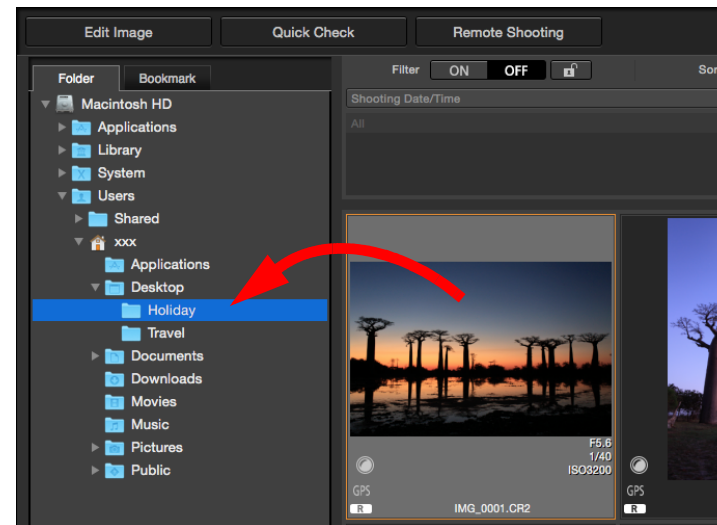 Edit Image
Quick Check
Remote Shooting
Folder
Bookmark
Macintosh HD
Applications
Library
System
Users
Shared
xxx
Applications
Desktop
Holiday
Travel
Documents
Downloads
Movies
Music
Pictures
Public
Filter ON OFF
Shooting Date/Time
All
F5.6
1/40
ISO3200
GPS
R IMG_0001.CR2
GPS
R